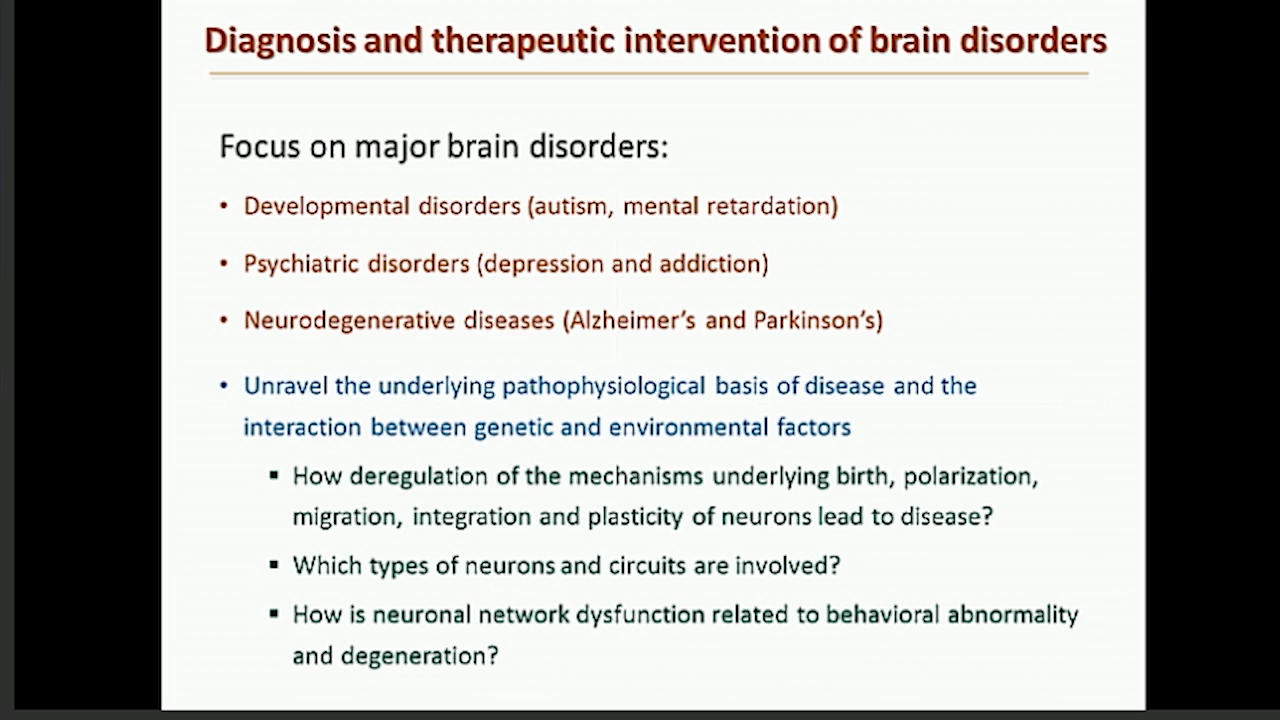 Diagnosis and therapeutic intervention of brain disorders
Focus on major brain disorders:
• Developmental disorders (autism, mental retardation)
• Psychiatric disorders (depression and addiction)
• Neurodegenerative diseases (Alzheimer’s and Parkinson’s)
• Unravel the underlying pathophysiological basis of disease and the
interaction between genetic and environmental factors
▪ How deregulation of the mechanisms underlying birth, polarization,
migration, integration and plasticity of neurons lead to disease?
▪ Which types of neurons and circuits are involved?
▪ How is neuronal network dysfunction related to behavioral abnormality
and degeneration?